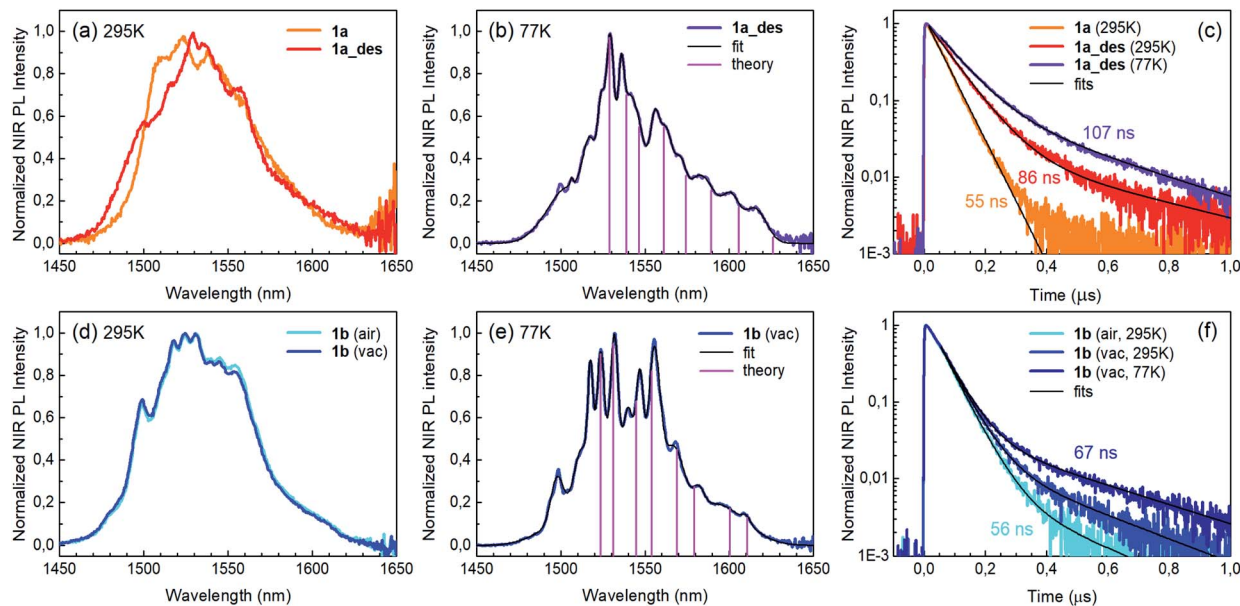 (a) 295K
1a
1a_des
Normalized NIR PL Intensity
1,0
0,8
0,6
0,4
0,2
0,0
1450 1500 1550 1600 1650
Wavelength (nm)
(b) 77K
1a_des
fit
theory
Normalized NIR PL Intensity
1,0
0,8
0,6
0,4
0,2
0,0
1450 1500 1550 1600 1650
Wavelength (nm)
(c)
1a (295K)
1a_des (295K)
1a_des (77K)
fits
107 ns
86 ns
55 ns
Normalized NIR PL Intensity
1
0,1
0,01
1E-3
0,0 0,2 0,4 0,6 0,8 1,0
Time (μs)
(d) 295K
1b (air)
1b (vac)
Normalized NIR PL intensity
1,0
0,8
0,6
0,4
0,2
0,0
1450 1500 1550 1600 1650
Wavelength (nm)
(e) 77K
1b (vac)
fit
theory
Normalized NIR PL Intensity
1,0
0,8
0,6
0,4
0,2
0,0
1450 1500 1550 1600 1650
Wavelength (nm)
(f)
1b (air, 295K)
1b (vac, 295K)
1b (vac, 77K)
fits
67 ns
56 ns
Normalized NIR PL Intensity
1
0,1
0,01
1E-3
0,0 0,2 0,4 0,6 0,8 1,0
Time (μs)